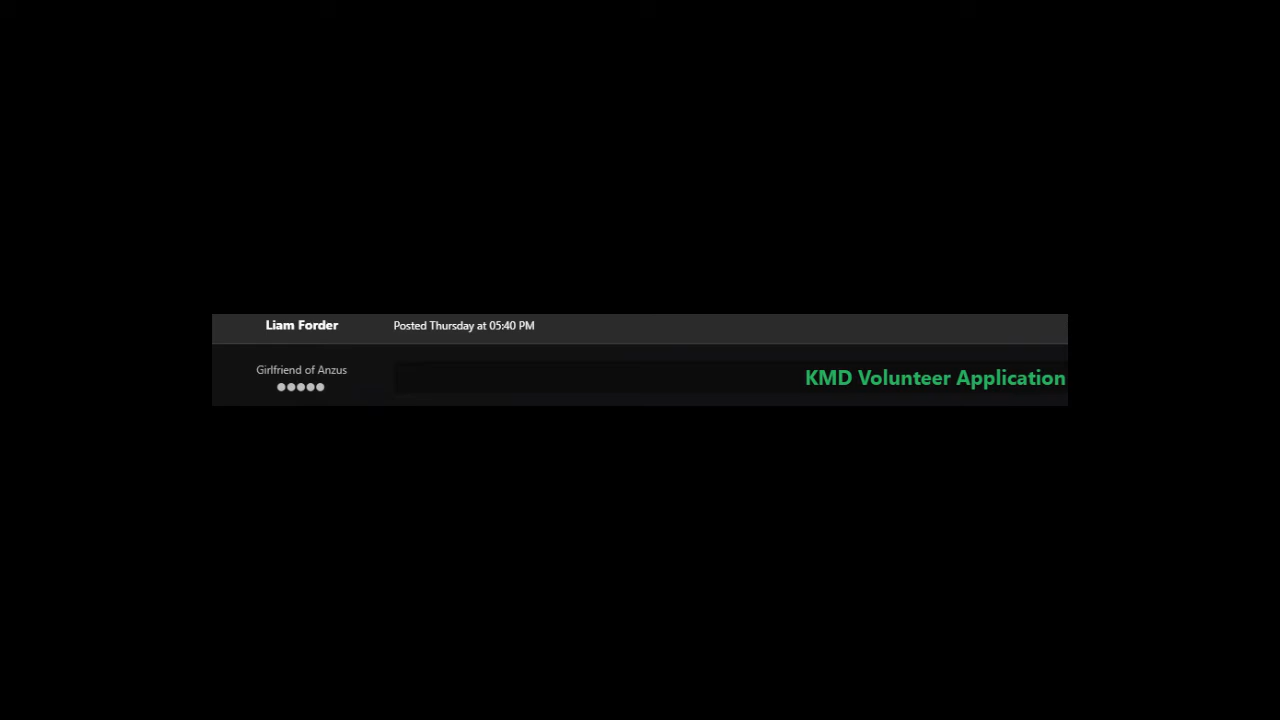 Liam Forder
Posted Thursday at 05:40 PM
Girlfriend of Anzus
KMD Volunteer Application